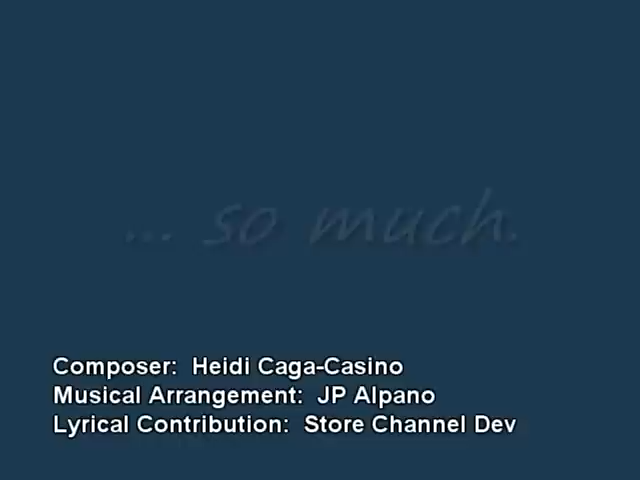 ... so much.
Composer: Heidi Caga-Casino
Musical Arrangement: JP Alpano
Lyrical Contribution: Store Channel Dev